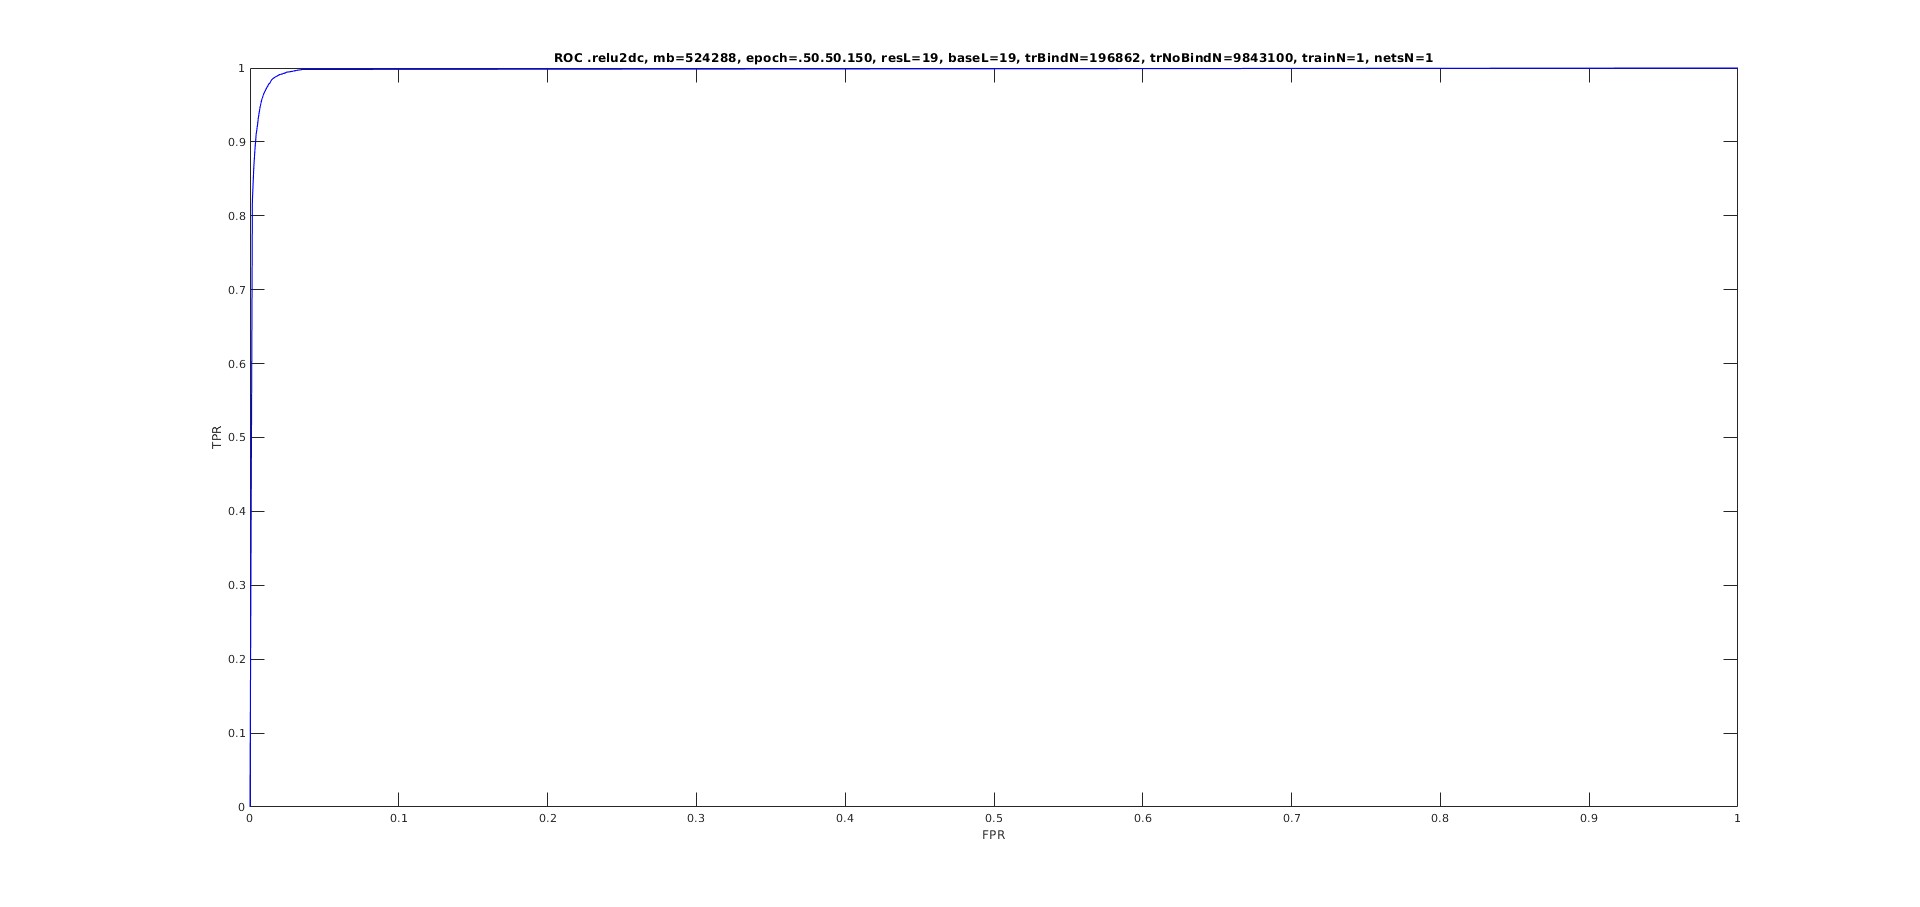 ROC .relu2dc, mb=524288, epoch=.50.50.150, resL=19, baseL=19, trBindN=196862, trNoBindN=9843100, trainN=1, netsN=1
1
0.9
0.8
0.7
0.6
0.5
TPR
0.4
0.3
0.2
0.1
0
0 0.1 0.2 0.3 0.4 0.5 0.6 0.7 0.8 0.9 1
FPR